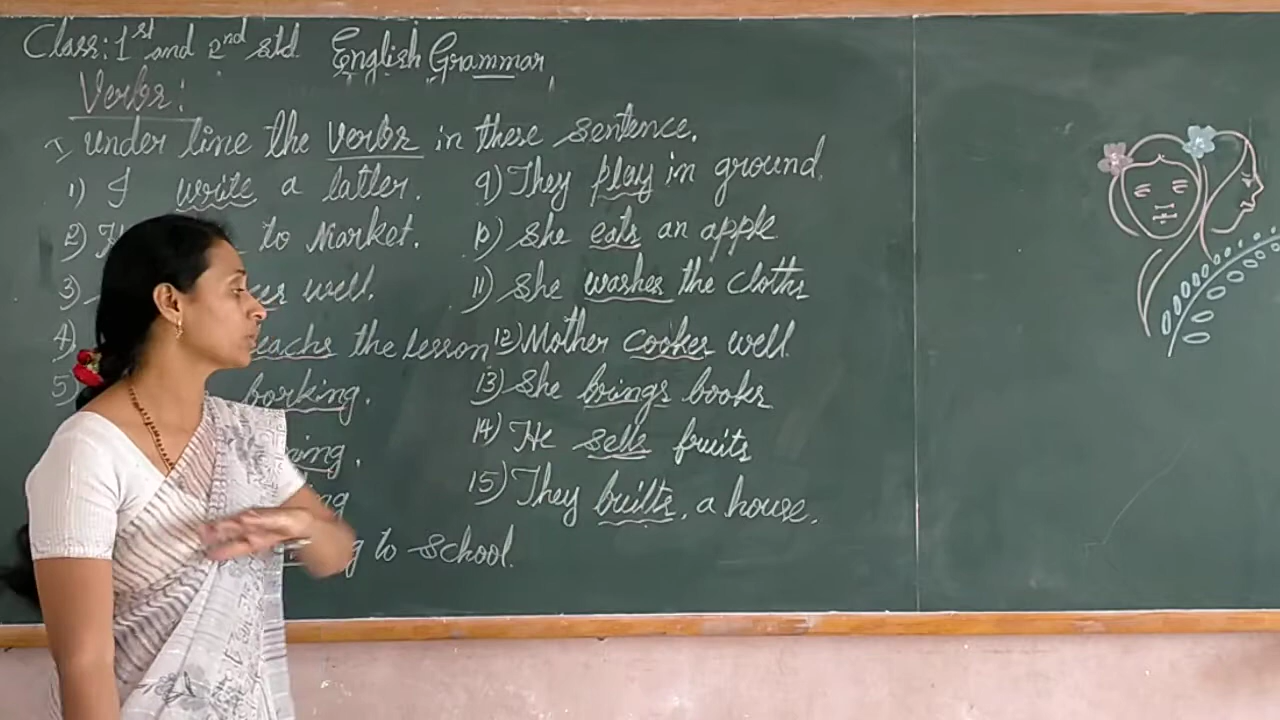 Class: 1st and 2nd std English Grammar
Verbs:
I under line the verbs in these sentence.
1) I write a latter.
2) to Market.
3) well.
4) the lesson
5) borking.
to School.
9) They play in ground.
10) She eats an apple
11) She washes the cloths
12) Mother cookes well
13) She brings books
14) He sells fruits
15) They builts, a house.